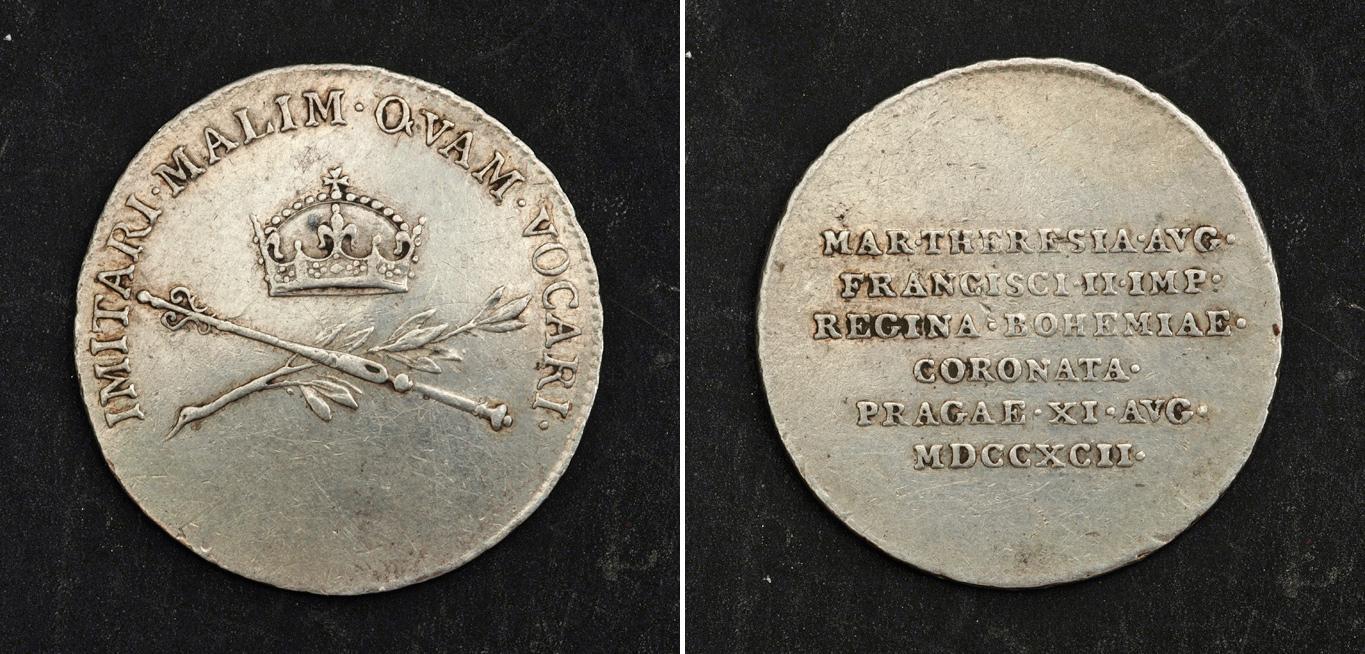 IMITARI·MALIM·QVAM·VOCARI·
MAR·THERESIA·AVG·
FRANCISCI·II·IMP·
REGINA·BOHEMIAE·
CORONATA·
PRAGAE·XI·AVG·
MDCCXCII·